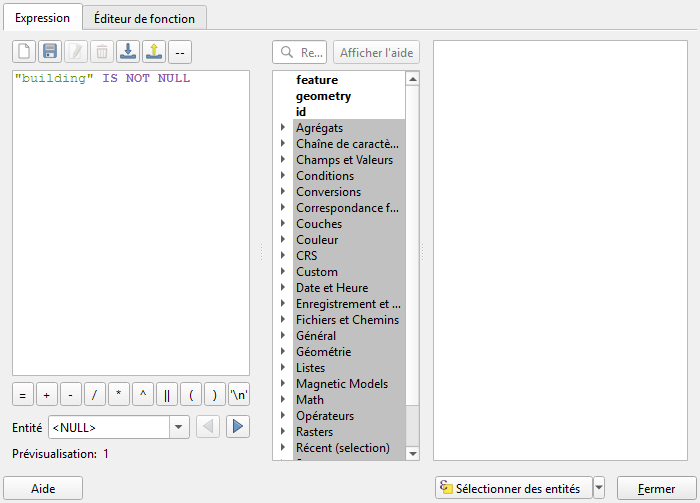 Expression
Éditeur de fonction
--
Re...
Afficher l'aide
"building" IS NOT NULL
feature
geometry
id
Agrégats
Chaîne de caractè...
Champs et Valeurs
Conditions
Conversions
Correspondance f...
Couches
Couleur
CRS
Custom
Date et Heure
Enregistrement et ...
Fichiers et Chemins
Général
Géométrie
Listes
Magnetic Models
Math
Opérateurs
Rasters
Récent (selection)
= + - / * ^ || ( ) '\n'
Entité <NULL>
Prévisualisation: 1
Aide
Sélectionner des entités
Fermer